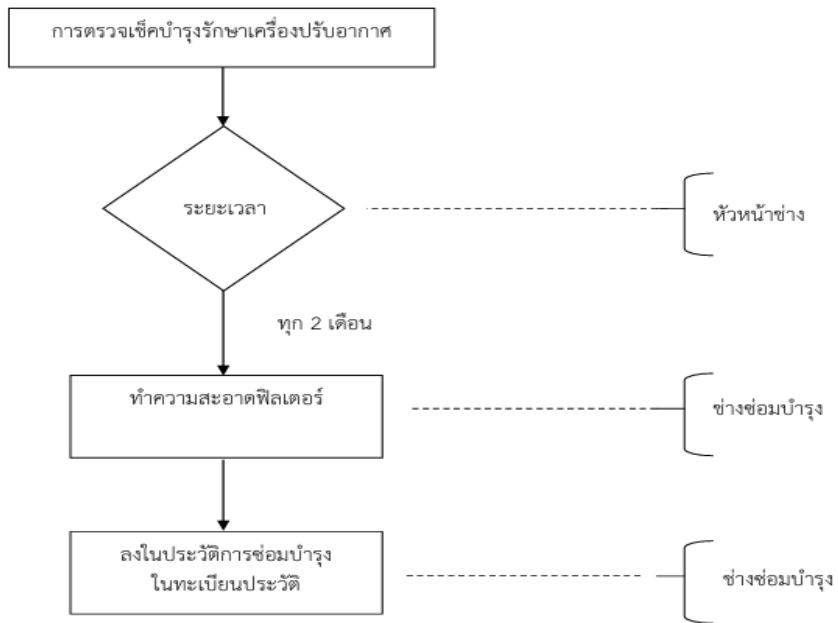 การตรวจเช็คบำรุงรักษาเครื่องปรับอากาศ
ระยะเวลา
หัวหน้าช่าง
ทุก 2 เดือน
ทำความสะอาดฟิลเตอร์
ช่างซ่อมบำรุง
ลงในประวัติการซ่อมบำรุง
ในทะเบียนประวัติ
ช่างซ่อมบำรุง